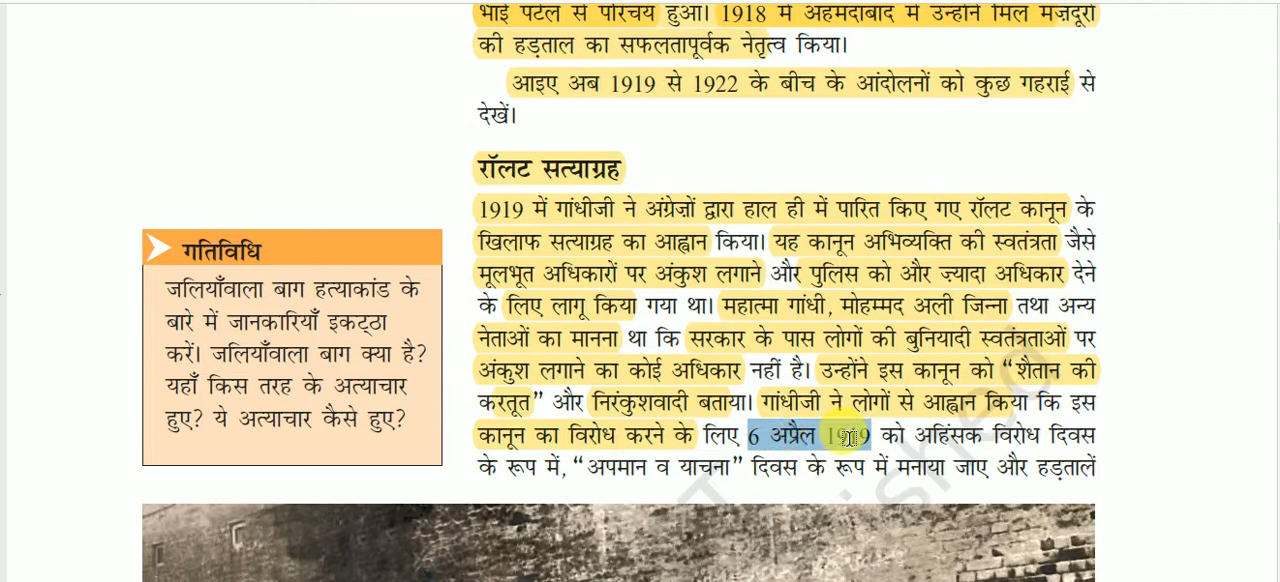 भाई पटेल से परिचय हुआ। 1918 में अहमदाबाद में उन्होंने मिल मज़दूरों
की हड़ताल का सफलतापूर्वक नेतृत्व किया।
आइए अब 1919 से 1922 के बीच के आंदोलनों को कुछ गहराई से
देखें।
रॉलट सत्याग्रह
1919 में गांधीजी ने अंग्रेज़ों द्वारा हाल ही में पारित किए गए रॉलट कानून के
खिलाफ सत्याग्रह का आह्वान किया। यह कानून अभिव्यक्ति की स्वतंत्रता जैसे
मूलभूत अधिकारों पर अंकुश लगाने और पुलिस को और ज़्यादा अधिकार देने
के लिए लागू किया गया था। महात्मा गांधी, मोहम्मद अली जिन्ना तथा अन्य
नेताओं का मानना था कि सरकार के पास लोगों की बुनियादी स्वतंत्रताओं पर
अंकुश लगाने का कोई अधिकार नहीं है। उन्होंने इस कानून को “शैतान की
करतूत” और निरंकुशवादी बताया। गांधीजी ने लोगों से आह्वान किया कि इस
कानून का विरोध करने के लिए 6 अप्रैल 1919 को अहिंसक विरोध दिवस
के रूप में, “अपमान व याचना” दिवस के रूप में मनाया जाए और हड़तालें
गतिविधि
जलियाँवाला बाग हत्याकांड के
बारे में जानकारियाँ इकट्ठा
करें। जलियाँवाला बाग क्या है?
यहाँ किस तरह के अत्याचार
हुए? ये अत्याचार कैसे हुए?